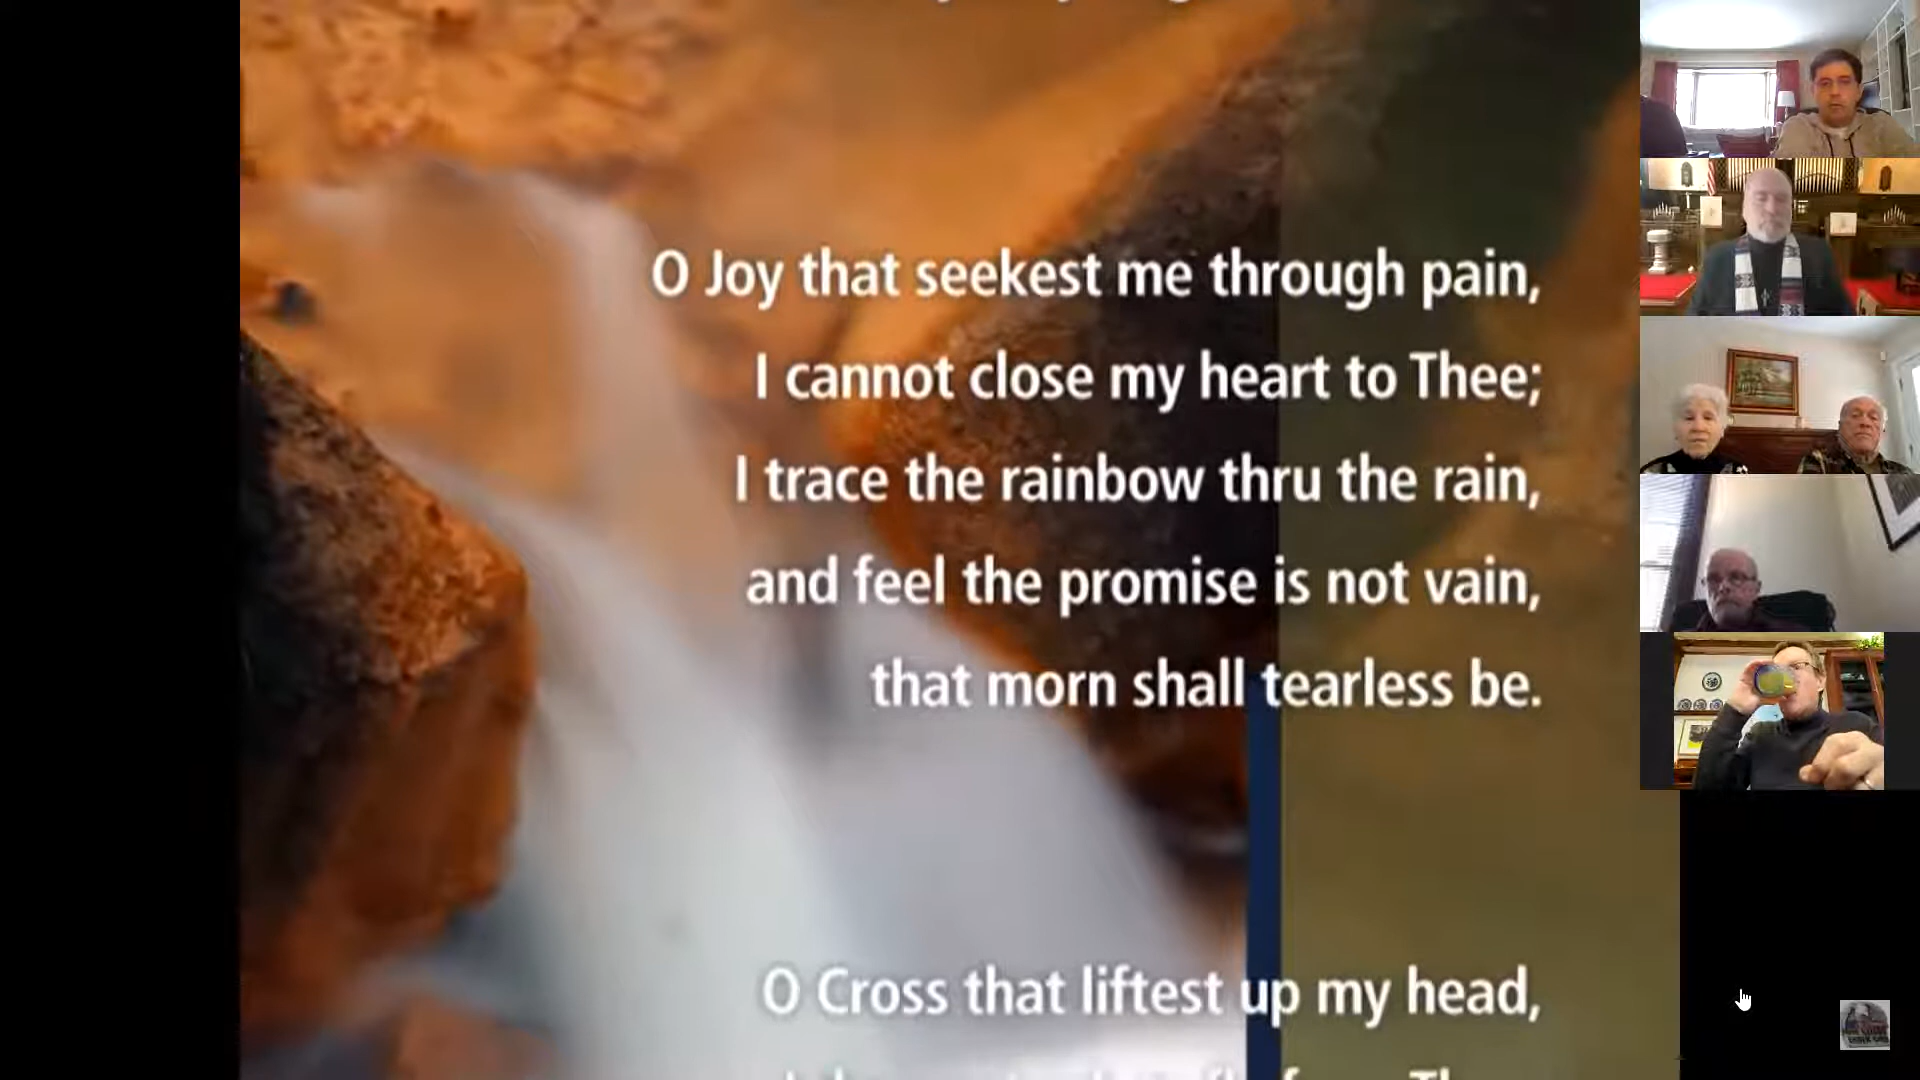 O Joy that seekest me through pain,
I cannot close my heart to Thee;
I trace the rainbow thru the rain,
and feel the promise is not vain,
that morn shall tearless be.
O Cross that liftest up my head,